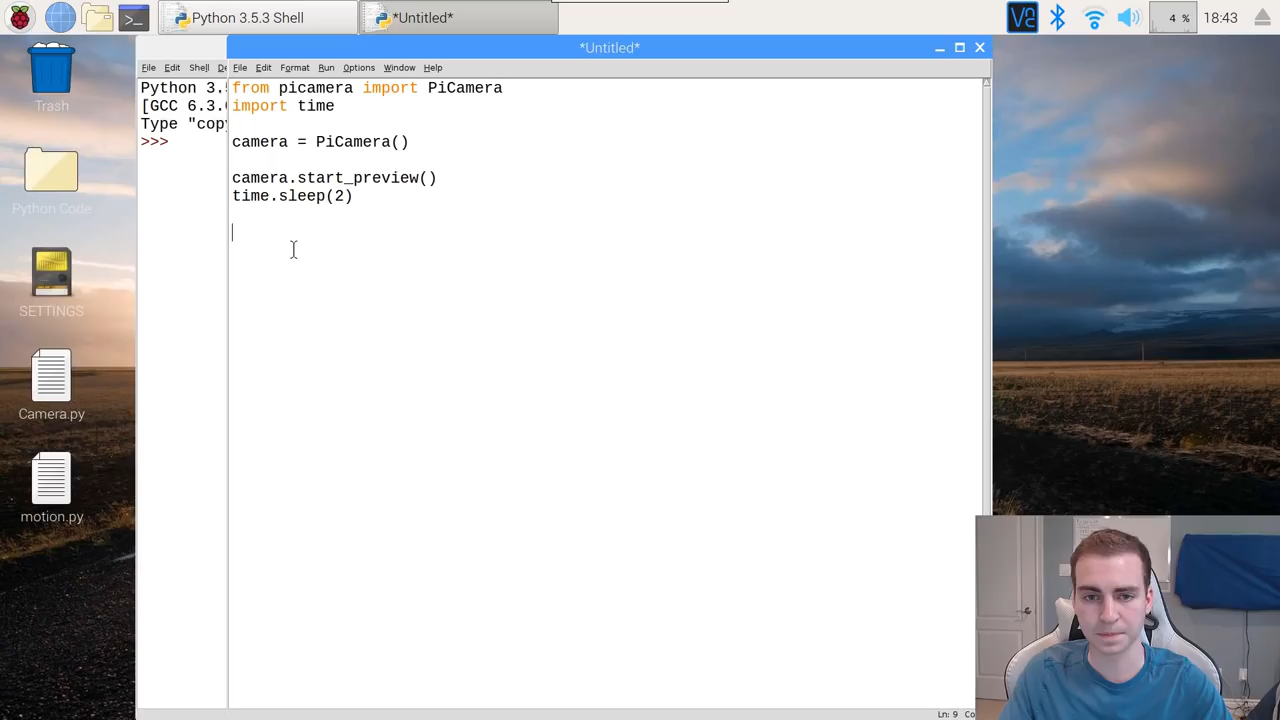 Python 3.5.3 Shell
*Untitled*
4 %
18:43
*Untitled*
File Edit Shell De
File Edit Format Run Options Window Help
Python 3.
[GCC 6.3.
Type "cop
>>>
from picamera import PiCamera
import time
camera = PiCamera()
camera.start_preview()
time.sleep(2)
Trash
Python Code
SETTINGS
Camera.py
motion.py
Ln: 9 Co